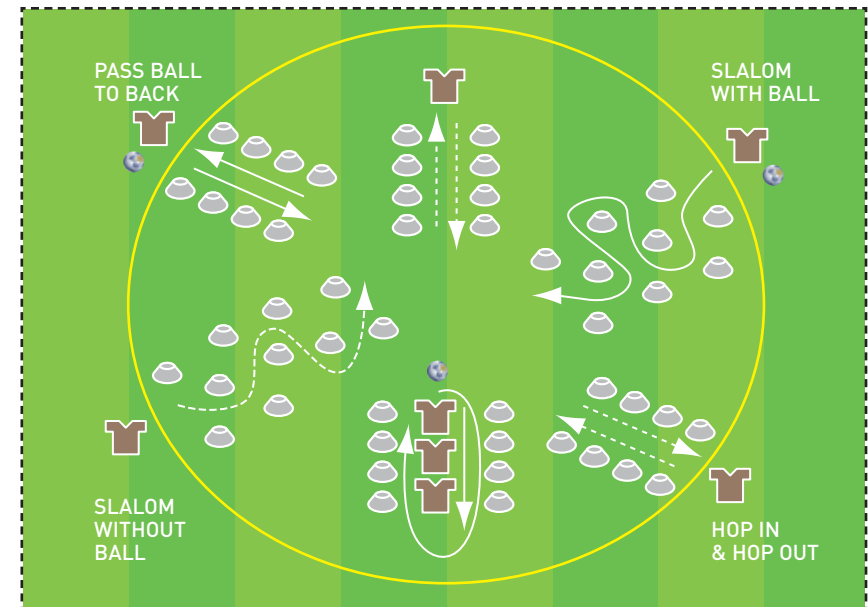 PASS BALL
TO BACK
SLALOM
WITH BALL
SLALOM
WITHOUT
BALL
HOP IN
& HOP OUT